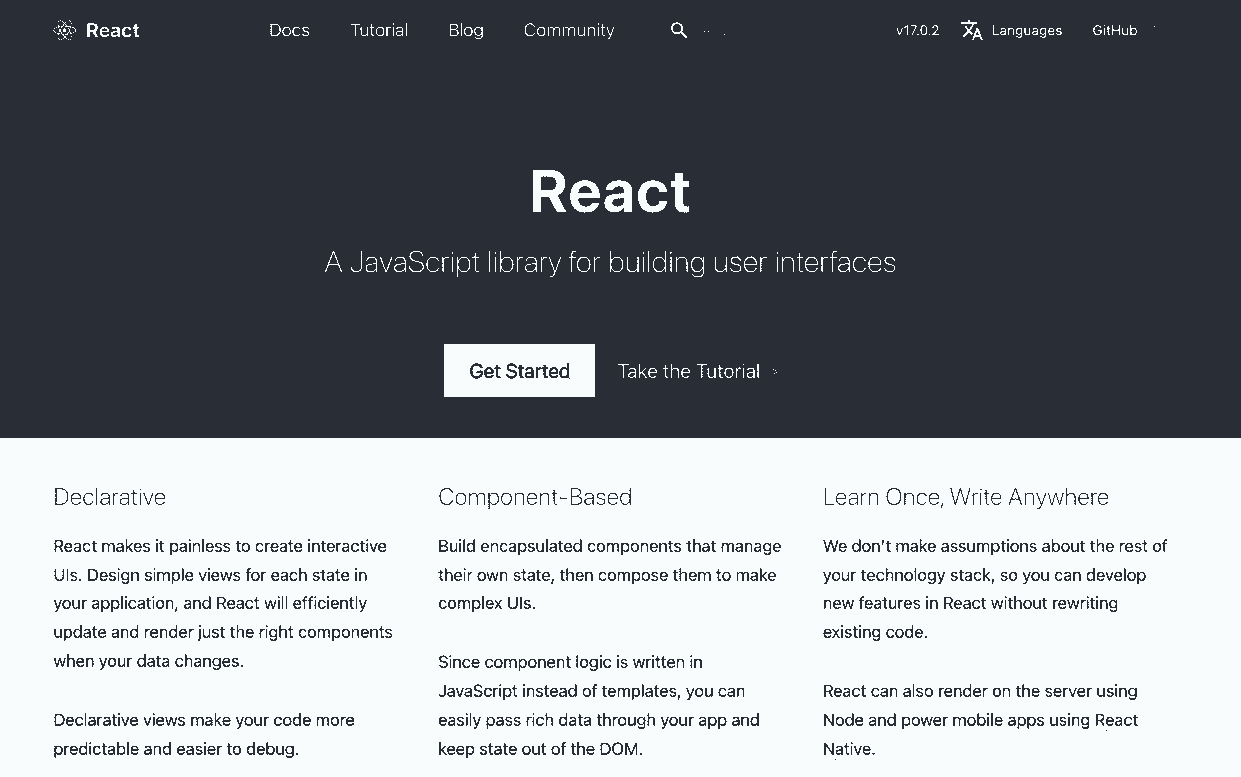 React
Docs
Tutorial
Blog
Community
v17.0.2
Languages
GitHub
React
A JavaScript library for building user interfaces
Get Started
Take the Tutorial >
Declarative
React makes it painless to create interactive
UIs. Design simple views for each state in
your application, and React will efficiently
update and render just the right components
when your data changes.
Declarative views make your code more
predictable and easier to debug.
Component-Based
Build encapsulated components that manage
their own state, then compose them to make
complex UIs.
Since component logic is written in
JavaScript instead of templates, you can
easily pass rich data through your app and
keep state out of the DOM.
Learn Once, Write Anywhere
We don't make assumptions about the rest of
your technology stack, so you can develop
new features in React without rewriting
existing code.
React can also render on the server using
Node and power mobile apps using React
Native.